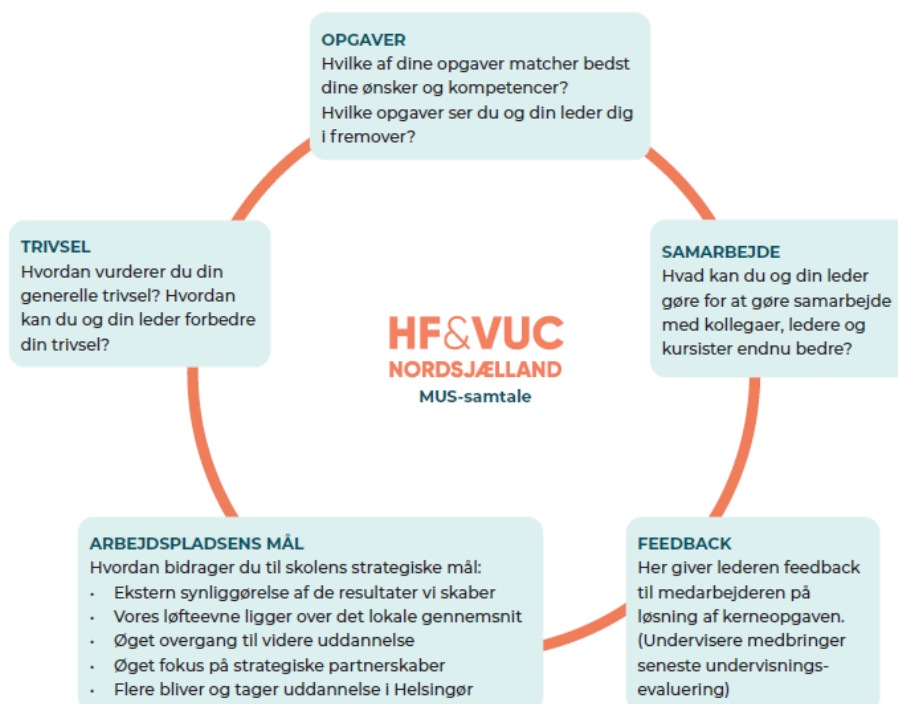 OPGAVER
Hvilke af dine opgaver matcher bedst
dine ønsker og kompetencer?
Hvilke opgaver ser du og din leder dig
i fremover?
TRIVSEL
Hvordan vurderer du din
generelle trivsel? Hvordan
kan du og din leder forbedre
din trivsel?
SAMARBEJDE
Hvad kan du og din leder
gøre for at gøre samarbejde
med kollegaer, ledere og
kursister endnu bedre?
HF&VUC
NORDSJÆLLAND
MUS-samtale
ARBEJDSPLADSENS MÅL
Hvordan bidrager du til skolens strategiske mål:
• Ekstern synliggørelse af de resultater vi skaber
• Vores løfteevne ligger over det lokale gennemsnit
• Øget overgang til videre uddannelse
• Øget fokus på strategiske partnerskaber
• Flere bliver og tager uddannelse i Helsingør
FEEDBACK
Her giver lederen feedback
til medarbejderen på
løsning af kerneopgaven.
(Undervisere medbringer
seneste undervisnings-
evaluering)